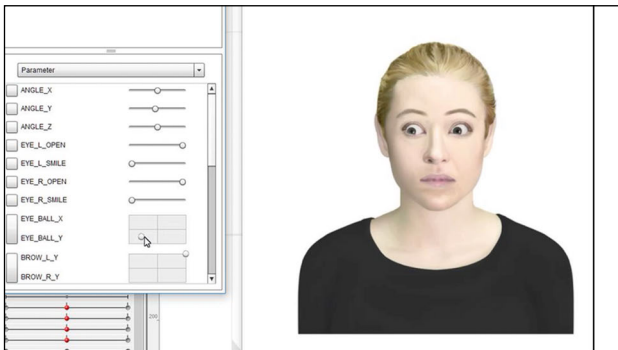 Parameter
ANGLE_X
ANGLE_Y
ANGLE_Z
EYE_L_OPEN
EYE_L_SMILE
EYE_R_OPEN
EYE_R_SMILE
EYE_BALL_X
EYE_BALL_Y
BROW_L_Y
BROW_R_Y
200